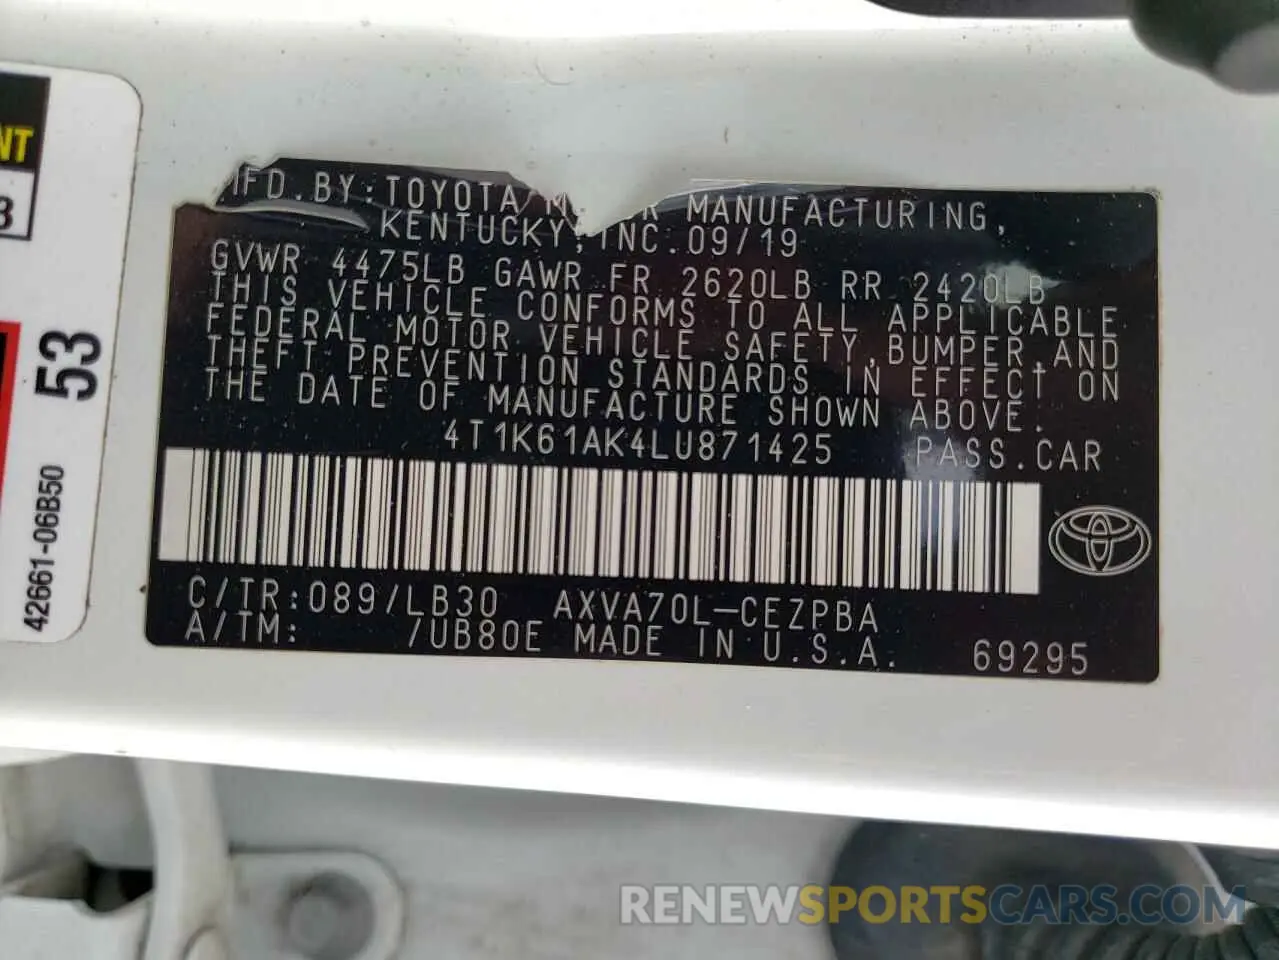 NT
3
53
42661-06B50
MFD.BY:TOYOTA MANUFACTURING,
KENTUCKY, INC. 09/19
GVWR 4475LB GAWR FR 2620LB RR 2420LB
THIS VEHICLE CONFORMS TO ALL APPLICABLE
FEDERAL MOTOR VEHICLE SAFETY,BUMPER,AND
THEFT PREVENTION STANDARDS IN EFFECT ON
THE DATE OF MANUFACTURE SHOWN ABOVE.
4T1K61AK4LU871425 PASS.CAR
C/TR:089/LB30 AXVA70L-CEZPBA
A/TM: /UB80E MADE IN U.S.A. 69295
RENEWSPORTSCARS.COM